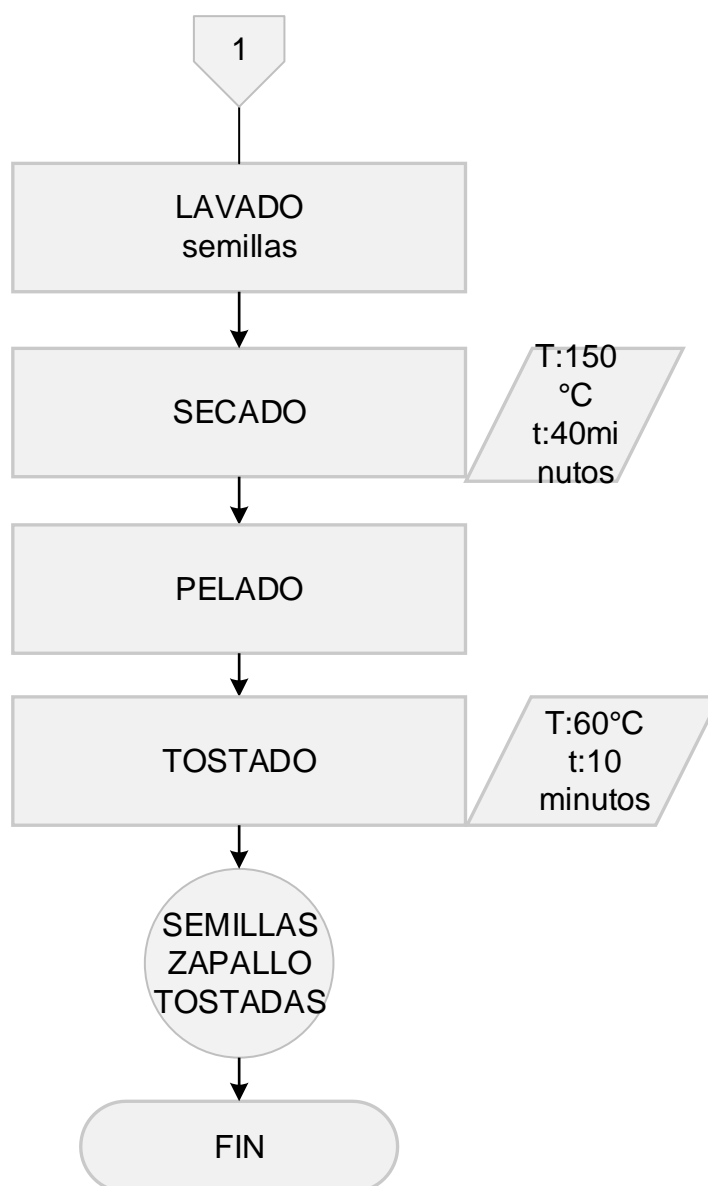 1
LAVADO
semillas
SECADO
T:150
°C
t:40mi
nutos
PELADO
TOSTADO
T:60°C
t:10
minutos
SEMILLAS
ZAPALLO
TOSTADAS
FIN